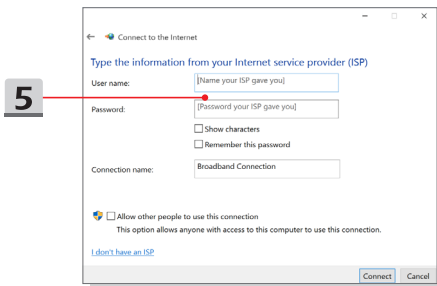 Connect to the Internet
Type the information from your Internet service provider (ISP)
User name:
[Name your ISP gave you]
5
Password:
[Password your ISP gave you]
Show characters
Remember this password
Connection name:
Broadband Connection
Allow other people to use this connection
This option allows anyone with access to this computer to use this connection.
I don't have an ISP
Connect
Cancel